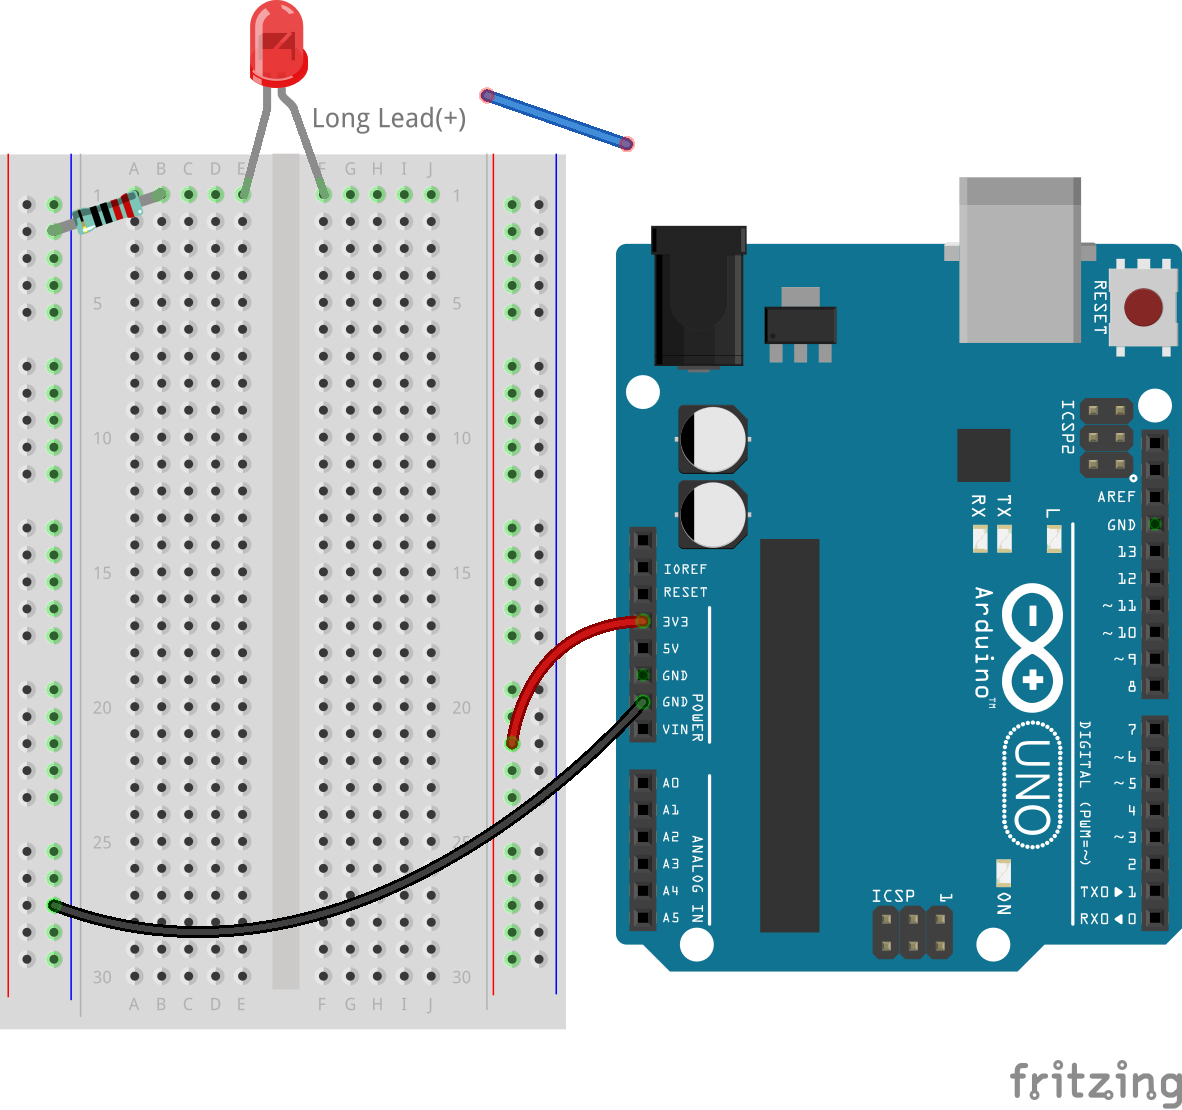 Long Lead(+)
A B C D E F G H I J
1 1
5 5
10 10
15 15
20 20
25 25
30 30
A B C D E F G H I J
RESET
ICSP2
AREF
GND
13
12
~11
~10
~9
8
7
~6
~5
4
~3
2
TX0▶1
RX0◀0
RX
TX
L
IOREF
RESET
3V3
5V
GND
GND
VIN
POWER
A0
A1
A2
A3
A4
A5
ANALOG IN
Arduino™
UNO
DIGITAL (PWM=~)
ICSP
1
ON
fritzing